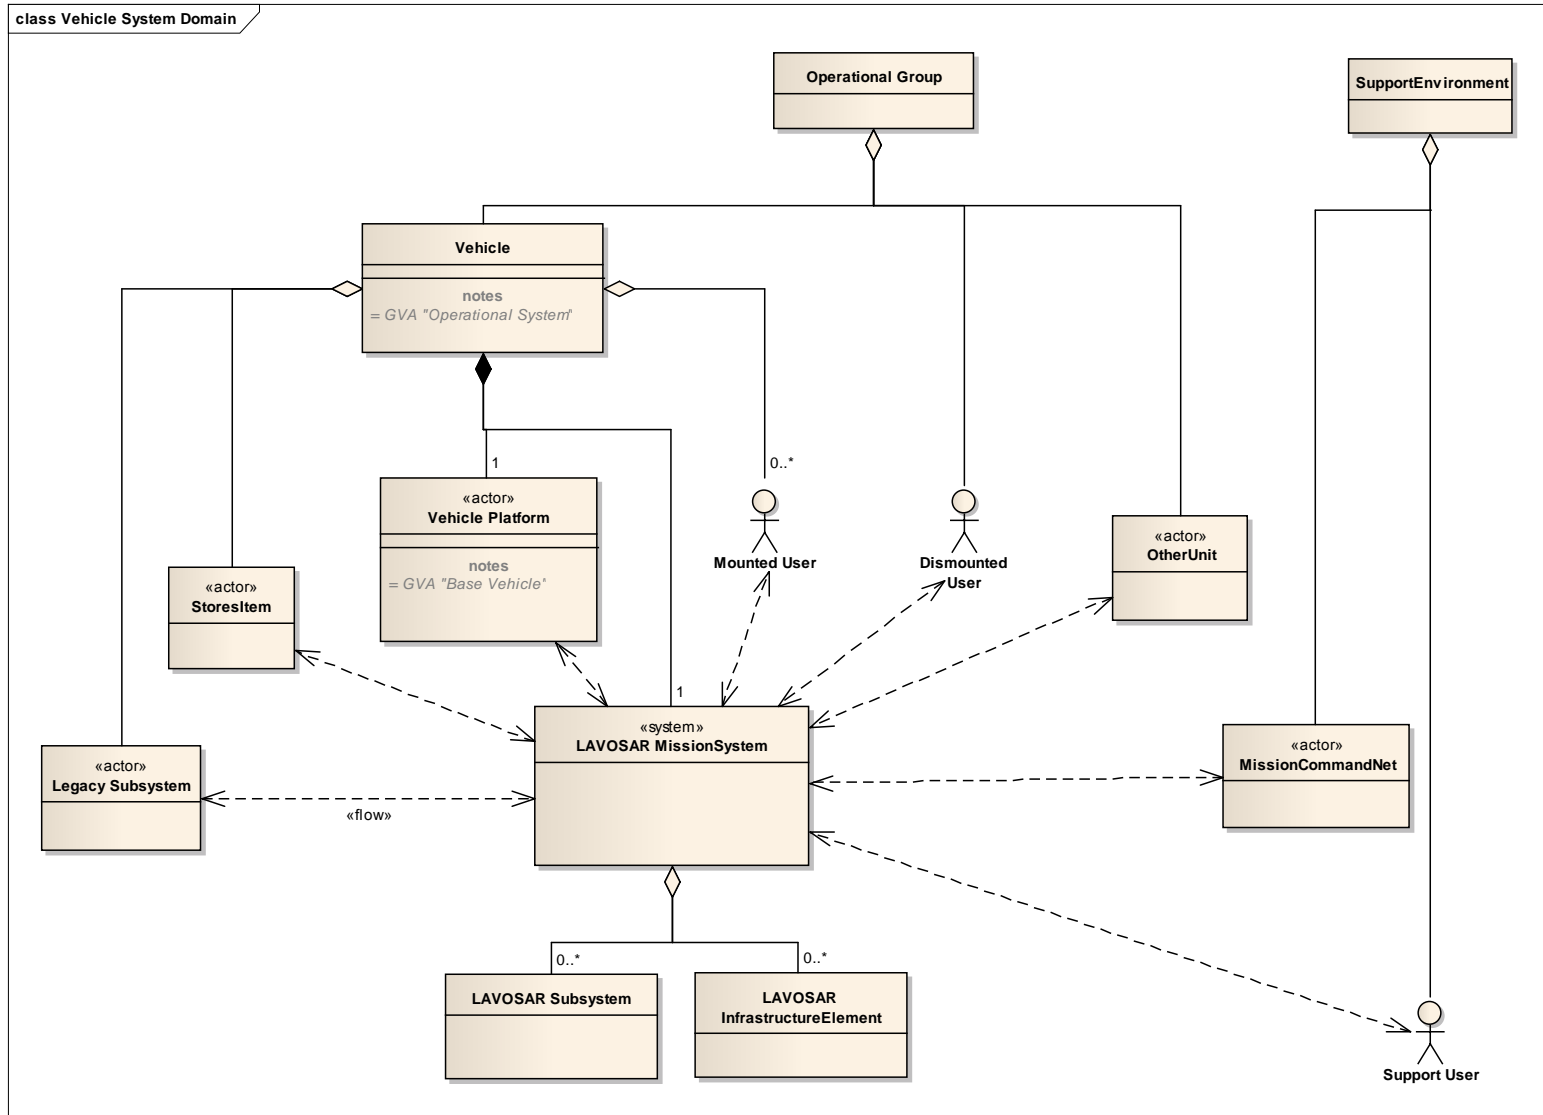 class Vehicle System Domain
Operational Group
SupportEnvironment
Vehicle
notes
= GVA "Operational System"
1
0..*
«actor»
Vehicle Platform
notes
= GVA "Base Vehicle"
Mounted User
Dismounted
User
«actor»
OtherUnit
«actor»
StoresItem
1
«system»
LAVOSAR MissionSystem
«actor»
MissionCommandNet
«actor»
Legacy Subsystem
«flow»
0..*
0..*
LAVOSAR Subsystem
LAVOSAR
InfrastructureElement
Support User